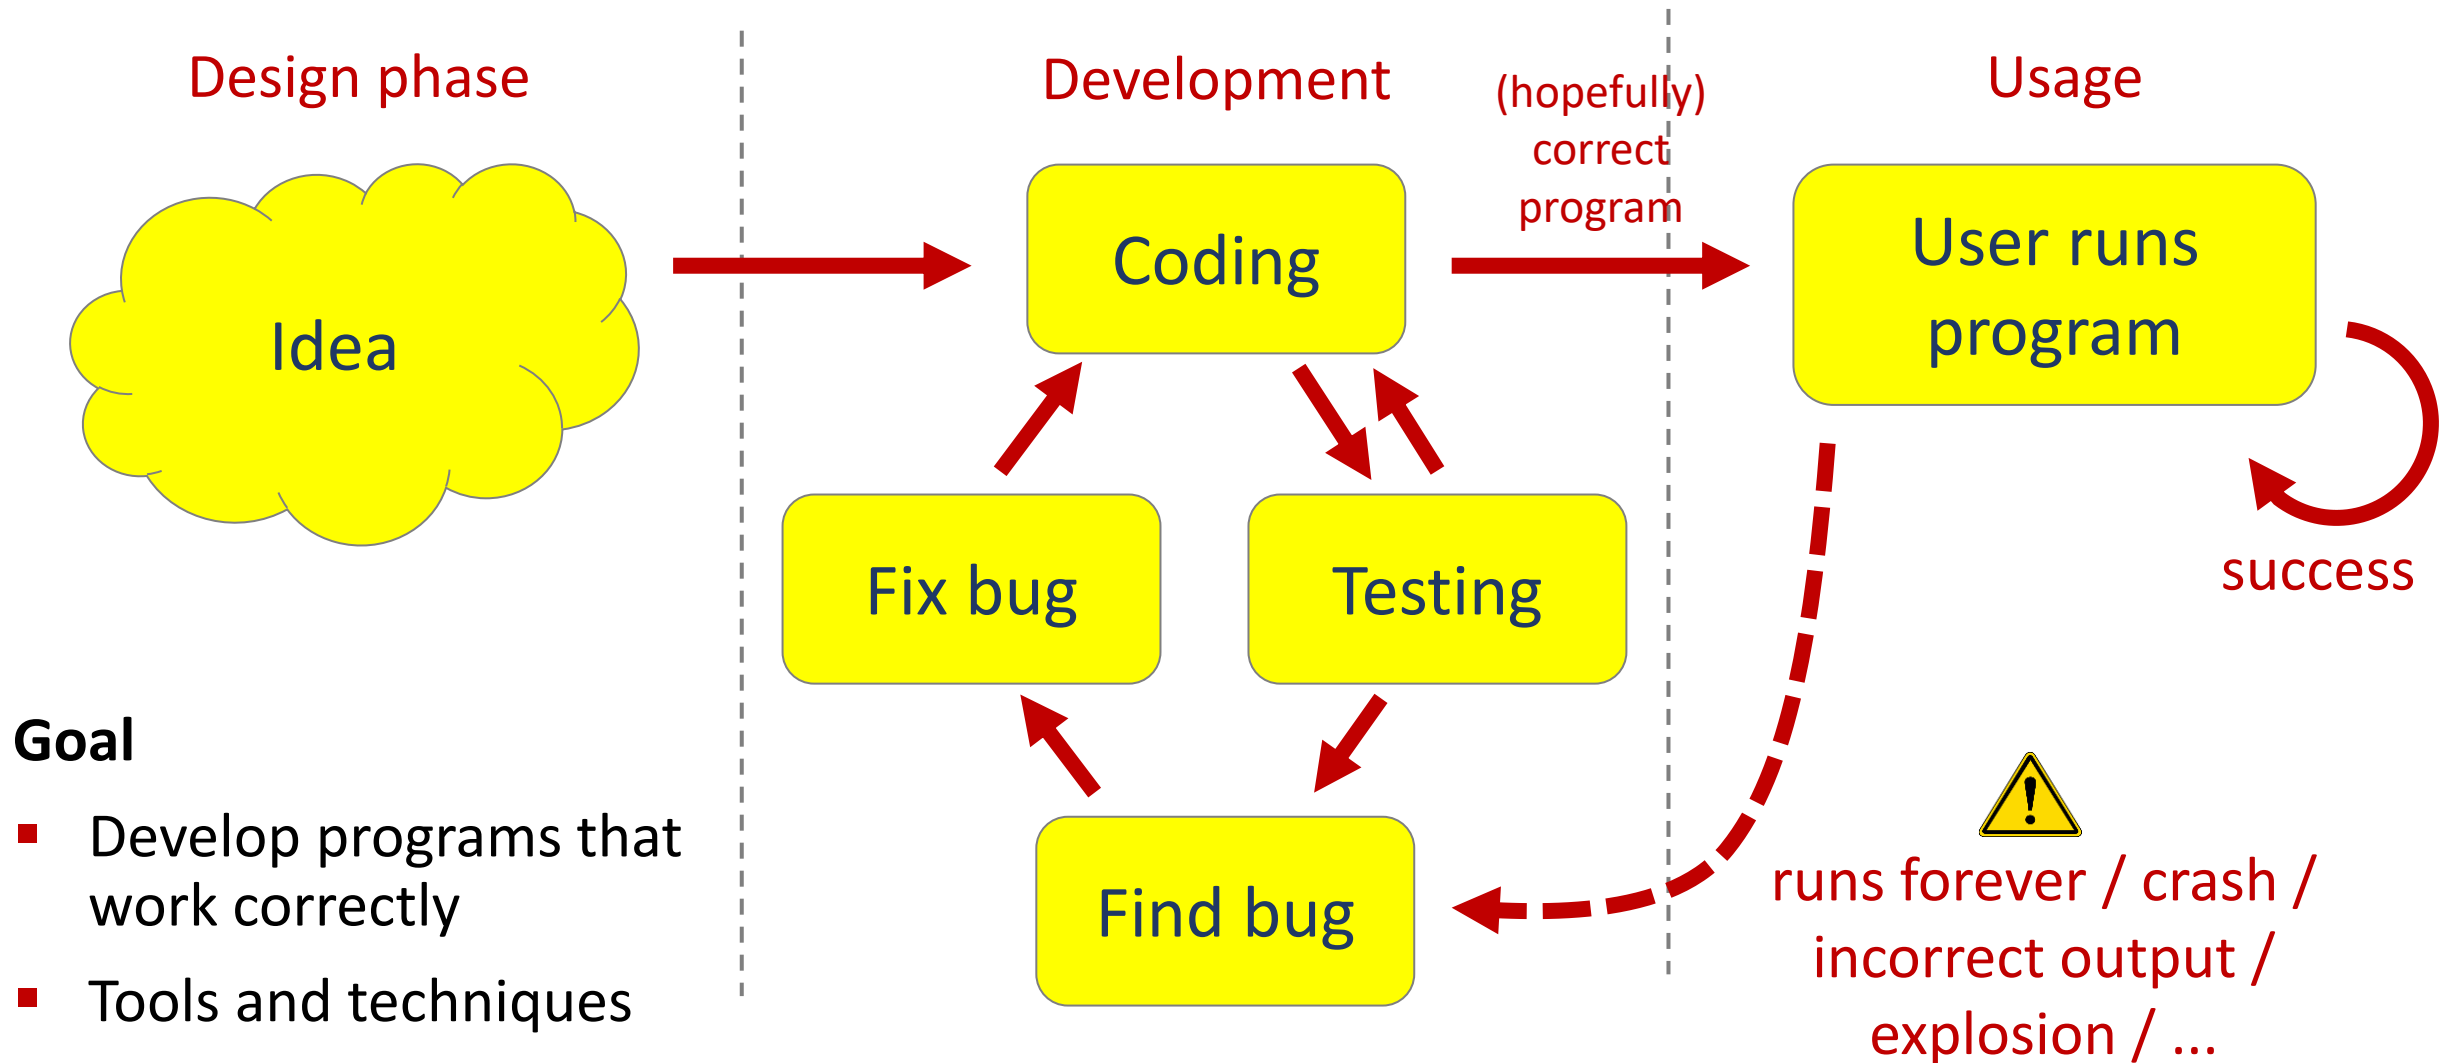 Design phase
Development
(hopefully)
correct
program
Usage
Idea
Coding
User runs
program
Fix bug
Testing
success
Find bug
Goal
▪ Develop programs that
work correctly
▪ Tools and techniques
runs forever / crash /
incorrect output /
explosion / ...